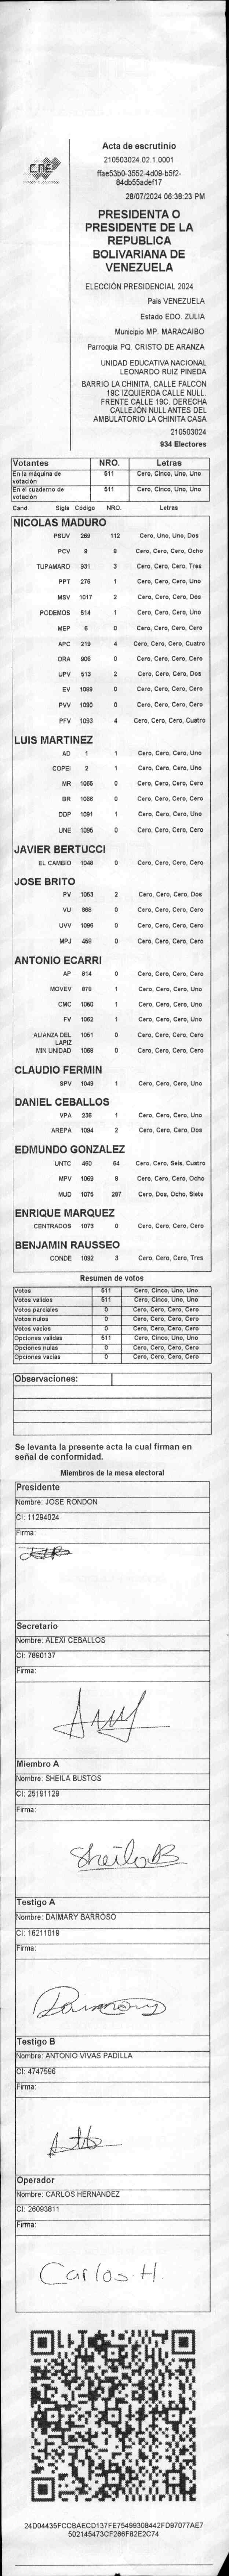 CNE
Acta de escrutinio
210503024.02.1.0001
ffae53b0-3552-4d09-b5f2-
84db55adef17
28/07/2024 06:38:23 PM
PRESIDENTA O
PRESIDENTE DE LA
REPUBLICA
BOLIVARIANA DE
VENEZUELA
ELECCIÓN PRESIDENCIAL 2024
Pais VENEZUELA
Estado EDO. ZULIA
Municipio MP. MARACAIBO
Parroquia PQ. CRISTO DE ARANZA
UNIDAD EDUCATIVA NACIONAL
LEONARDO RUIZ PINEDA
BARRIO LA CHINITA, CALLE FALCON
19C IZQUIERDA CALLE NULL.
FRENTE CALLE 19C. DERECHA
CALLEJÓN NULL ANTES DEL
AMBULATORIO LA CHINITA CASA
210503024
934 Electores
Votantes NRO. Letras
En la máquina de votación 511 Cero, Cinco, Uno, Uno
En el cuaderno de votación 511 Cero, Cinco, Uno, Uno
Cand. Sigla Código NRO. Letras
NICOLAS MADURO
PSUV 269 112 Cero, Uno, Uno, Dos
PCV 9 8 Cero, Cero, Cero, Ocho
TUPAMARO 931 3 Cero, Cero, Cero, Tres
PPT 275 1 Cero, Cero, Cero, Uno
MSV 1017 2 Cero, Cero, Cero, Dos
PODEMOS 514 1 Cero, Cero, Cero, Uno
MEP 6 0 Cero, Cero, Cero, Cero
APC 219 4 Cero, Cero, Cero, Cuatro
ORA 906 0 Cero, Cero, Cero, Cero
UPV 513 2 Cero, Cero, Cero, Dos
EV 1089 0 Cero, Cero, Cero, Cero
PVV 1090 0 Cero, Cero, Cero, Cero
PFV 1093 4 Cero, Cero, Cero, Cuatro
LUIS MARTINEZ
AD 1 1 Cero, Cero, Cero, Uno
COPEI 2 1 Cero, Cero, Cero, Uno
MR 1065 0 Cero, Cero, Cero, Cero
BR 1066 0 Cero, Cero, Cero, Cero
DDP 1091 1 Cero, Cero, Cero, Uno
UNE 1095 0 Cero, Cero, Cero, Cero
JAVIER BERTUCCI
EL CAMBIO 1048 0 Cero, Cero, Cero, Cero
JOSE BRITO
PV 1053 2 Cero, Cero, Cero, Dos
VU 868 0 Cero, Cero, Cero, Cero
UVV 1096 0 Cero, Cero, Cero, Cero
MPJ 458 0 Cero, Cero, Cero, Cero
ANTONIO ECARRI
AP 814 0 Cero, Cero, Cero, Cero
MOVEV 879 1 Cero, Cero, Cero, Uno
CMC 1050 1 Cero, Cero, Cero, Uno
FV 1062 1 Cero, Cero, Cero, Uno
ALIANZA DEL LAPIZ 1051 0 Cero, Cero, Cero, Cero
MIN UNIDAD 1068 0 Cero, Cero, Cero, Cero
CLAUDIO FERMIN
SPV 1049 1 Cero, Cero, Cero, Uno
DANIEL CEBALLOS
VPA 236 1 Cero, Cero, Cero, Uno
AREPA 1094 2 Cero, Cero, Cero, Dos
EDMUNDO GONZALEZ
UNTC 460 64 Cero, Cero, Seis, Cuatro
MPV 1069 8 Cero, Cero, Cero, Ocho
MUD 1075 287 Cero, Dos, Ocho, Siete
ENRIQUE MARQUEZ
CENTRADOS 1073 0 Cero, Cero, Cero, Cero
BENJAMIN RAUSSEO
CONDE 1092 3 Cero, Cero, Cero, Tres
Resumen de votos
Votos 511 Cero, Cinco, Uno, Uno
Votos validos 511 Cero, Cinco, Uno, Uno
Votos parciales 0 Cero, Cero, Cero, Cero
Votos nulos 0 Cero, Cero, Cero, Cero
Votos vacios 0 Cero, Cero, Cero, Cero
Opciones validas 511 Cero, Cinco, Uno, Uno
Opciones nulas 0 Cero, Cero, Cero, Cero
Opciones vacias 0 Cero, Cero, Cero, Cero
Observaciones:
Se levanta la presente acta la cual firman en
señal de conformidad.
Miembros de la mesa electoral
Presidente
Nombre: JOSE RONDON
CI: 11294024
Firma:
Secretario
Nombre: ALEXI CEBALLOS
CI: 7890137
Firma:
Miembro A
Nombre: SHEILA BUSTOS
CI: 25191129
Firma:
Sheila B
Testigo A
Nombre: DAIMARY BARROSO
CI: 16211019
Firma:
Testigo B
Nombre: ANTONIO VIVAS PADILLA
CI: 4747596
Firma:
Operador
Nombre: CARLOS HERNANDEZ
CI: 26093811
Firma:
Carlos H.
24D04435FCCBAECD137FE75499308442FD97077AE7
502145473CF266F82E2C74